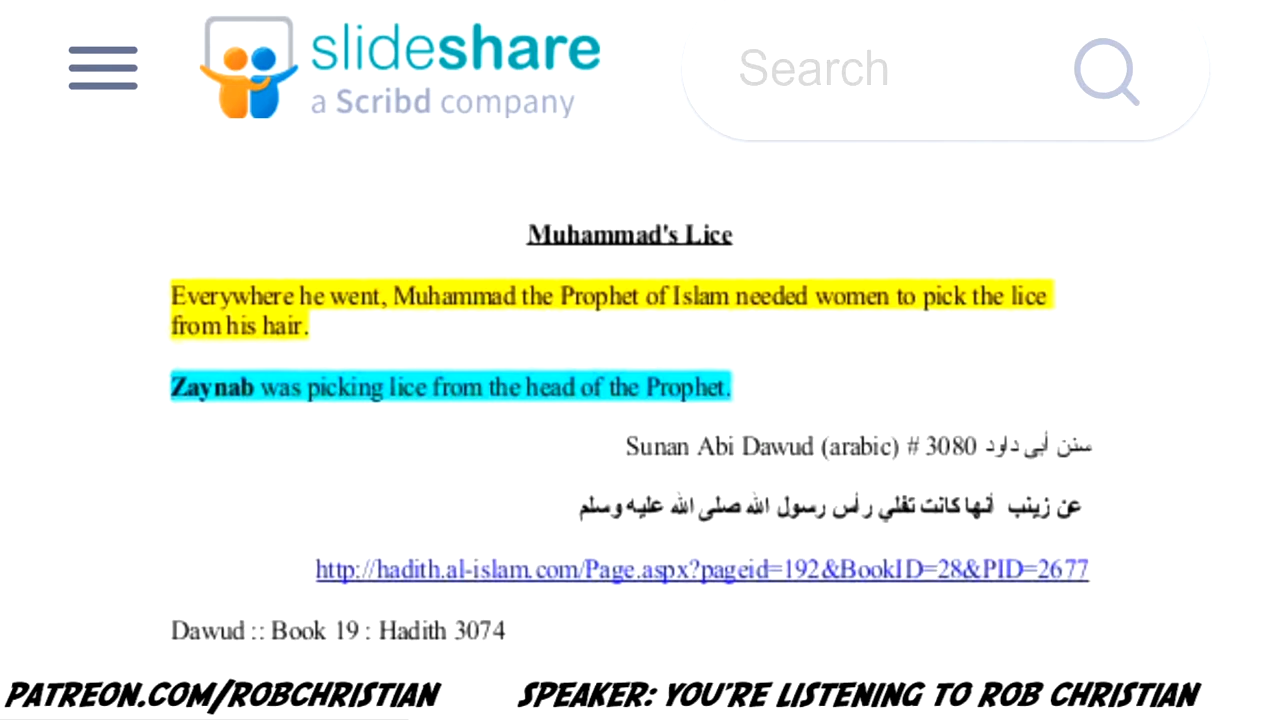 slideshare
a Scribd company
Search
Muhammad's Lice
Everywhere he went, Muhammad the Prophet of Islam needed women to pick the lice
from his hair.
Zaynab was picking lice from the head of the Prophet.
Sunan Abi Dawud (arabic) # 3080 سنن أبى داود
عن زينب أنها كانت تفلي رأس رسول الله صلى الله عليه وسلم
http://hadith.al-islam.com/Page.aspx?pageid=192&BookID=28&PID=2677
Dawud :: Book 19 : Hadith 3074
PATREON.COM/ROBCHRISTIAN
SPEAKER: YOU'RE LISTENING TO ROB CHRISTIAN